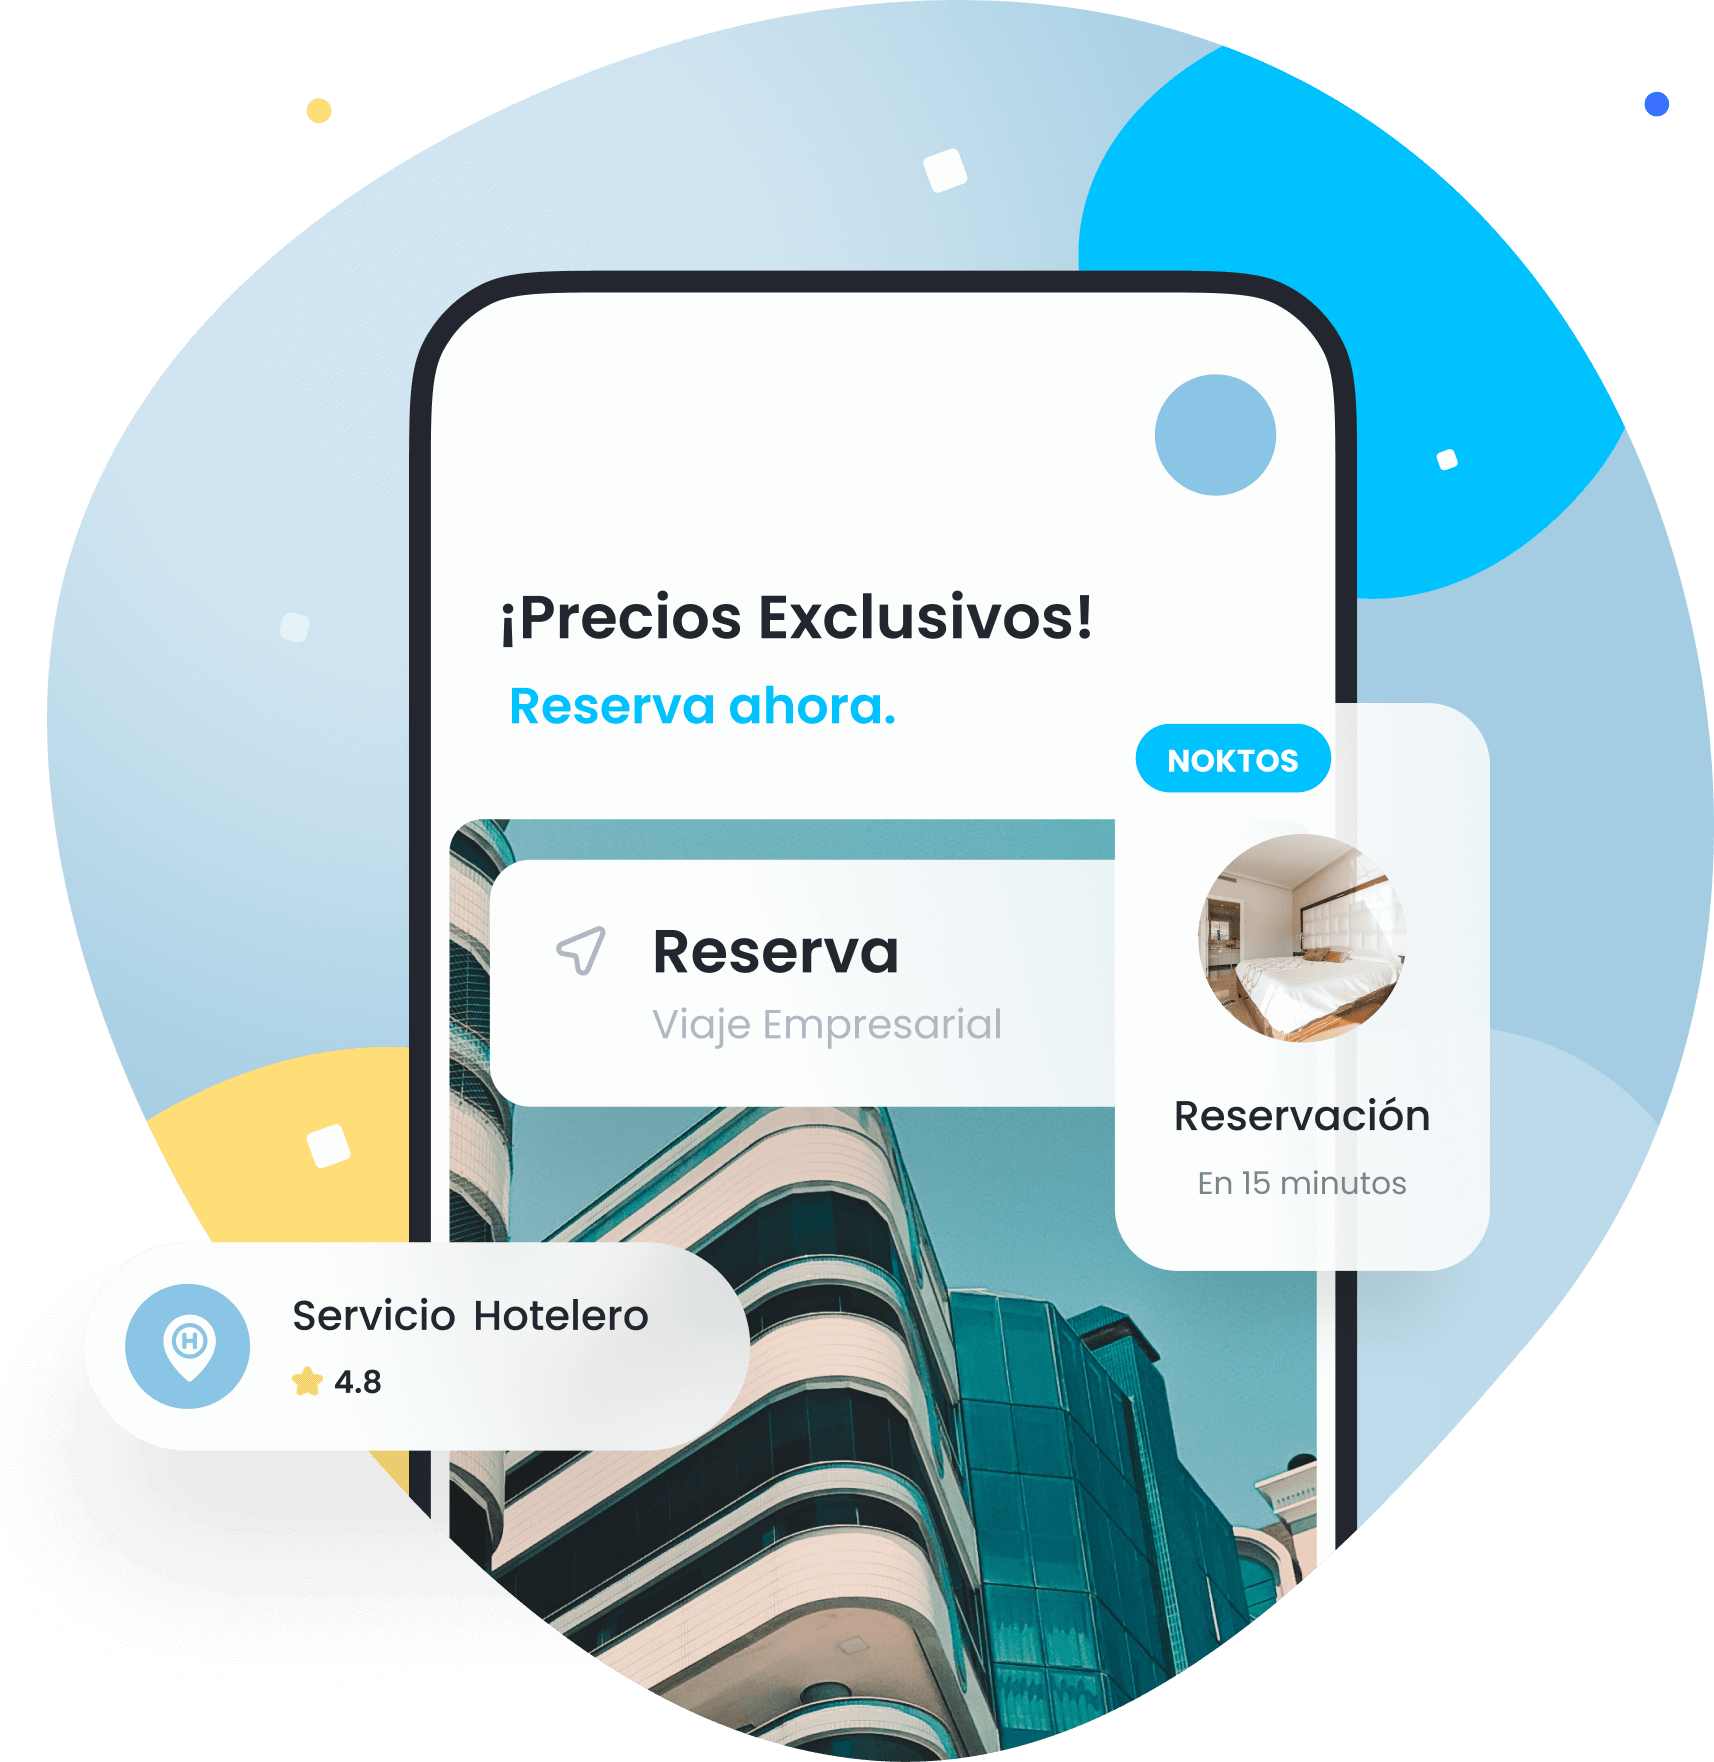 ¡Precios Exclusivos!
Reserva ahora.
NOKTOS
Reserva
Viaje Empresarial
Reservación
En 15 minutos
H
Servicio Hotelero
4.8